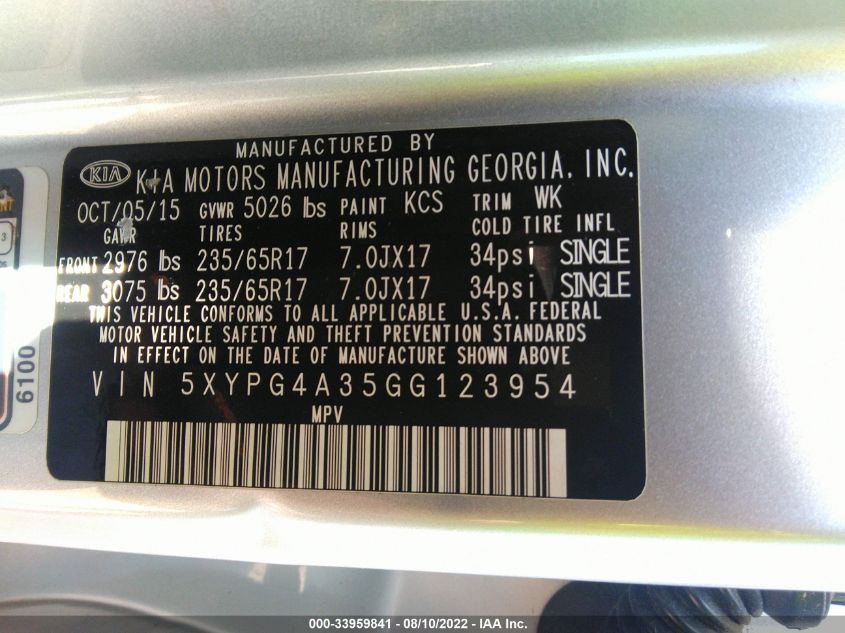 MANUFACTURED BY
KIA KIA MOTORS MANUFACTURING GEORGIA, INC.
OCT/05/15 GVWR 5026 lbs PAINT KCS TRIM WK
GAWR TIRES RIMS COLD TIRE INFL
FRONT 2976 lbs 235/65R17 7.0JX17 34psi SINGLE
REAR 3075 lbs 235/65R17 7.0JX17 34psi SINGLE
THIS VEHICLE CONFORMS TO ALL APPLICABLE U.S.A. FEDERAL
MOTOR VEHICLE SAFETY AND THEFT PREVENTION STANDARDS
IN EFFECT ON THE DATE OF MANUFACTURE SHOWN ABOVE
VIN 5XYPG4A35GG123954
MPV
3
6100
000-33959841 - 08/10/2022 - IAA Inc.